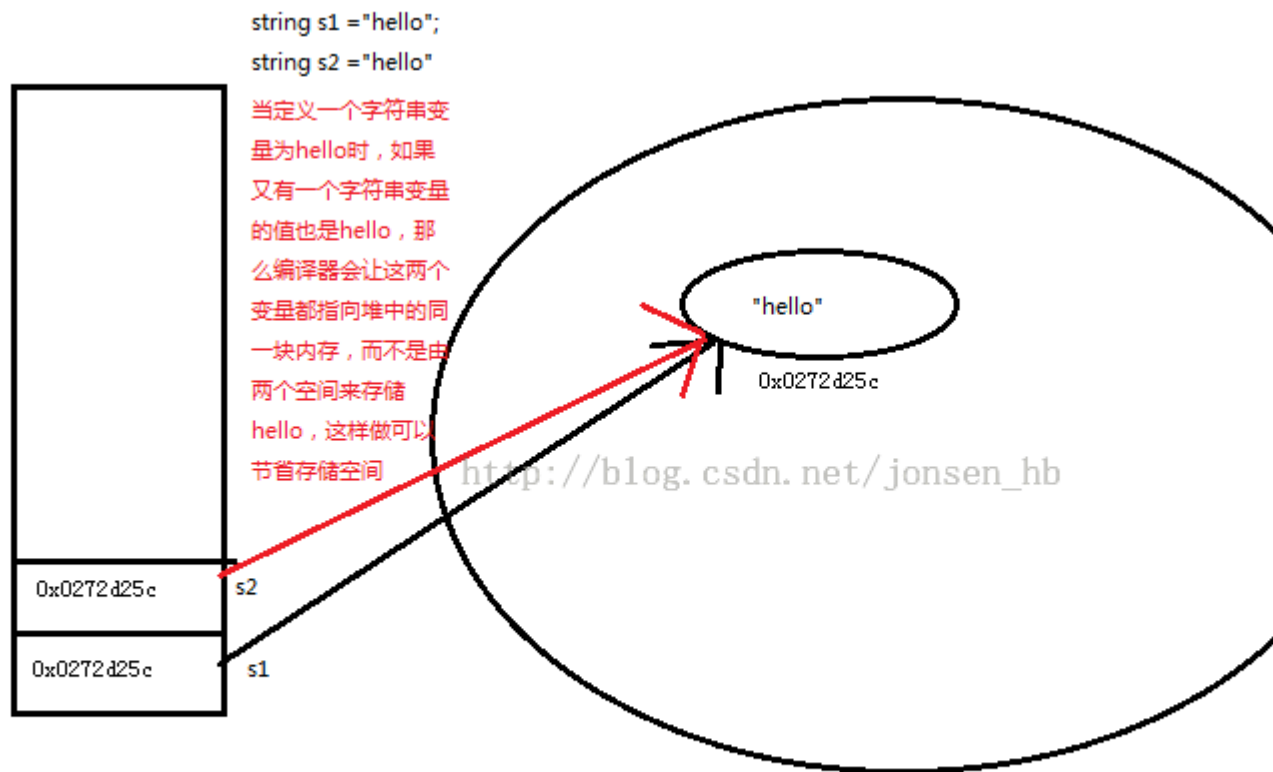 string s1 ="hello";
string s2 ="hello"
当定义一个字符串变
量为hello时，如果
又有一个字符串变量
的值也是hello，那
么编译器会让这两个
变量都指向堆中的同
一块内存，而不是由
两个空间来存储
hello，这样做可以
节省存储空间
"hello"
0x0272d25c
http://blog.csdn.net/jonsen_hb
0x0272d25c
s2
0x0272d25c
s1